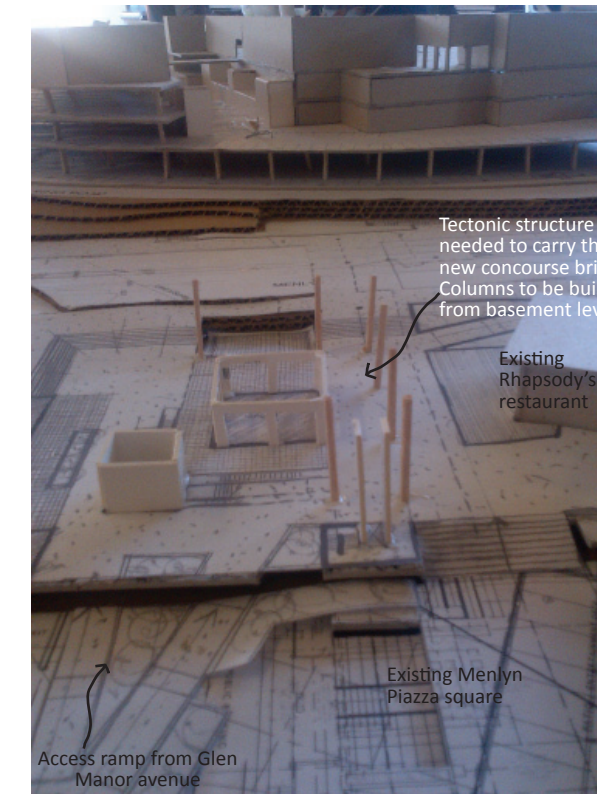 Tectonic structure
needed to carry th
new concourse bri
Columns to be bui
from basement lev
Existing
Rhapsody's
restaurant
Existing Menlyn
Piazza square
Access ramp from Glen
Manor avenue